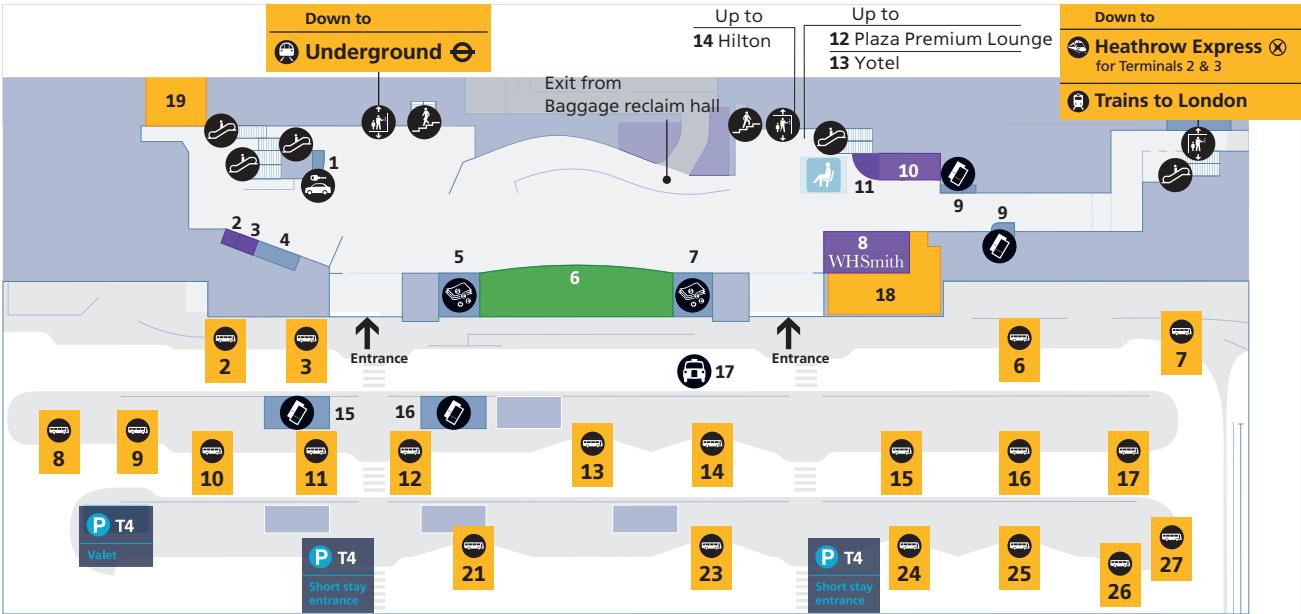 Down to
Underground
Up to
14 Hilton
Up to
12 Plaza Premium Lounge
13 Yotel
Down to
Heathrow Express
for Terminals 2 & 3
Trains to London
Exit from
Baggage reclaim hall
19
1
10
11
9
9
2
3
4
5
6
7
8
WHSmith
18
Entrance
Entrance
2
3
17
6
7
15
16
8
9
10
11
12
13
14
15
16
17
P T4
Valet
P T4
Short stay
entrance
21
23
P T4
Short stay
entrance
24
25
26
27